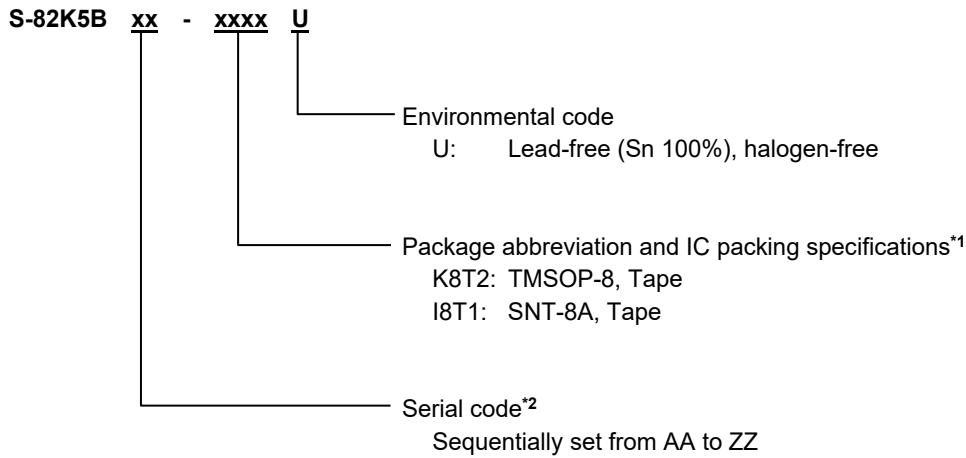 S-82K5B xx - xxxx U
Environmental code
U: Lead-free (Sn 100%), halogen-free
Package abbreviation and IC packing specifications*1
K8T2: TMSOP-8, Tape
I8T1: SNT-8A, Tape
Serial code*2
Sequentially set from AA to ZZ